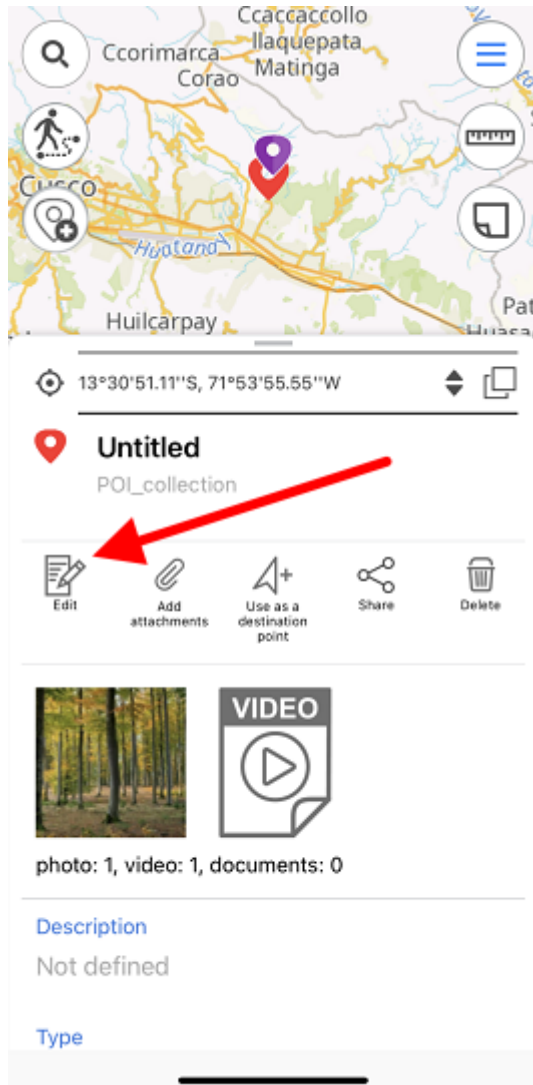 Ccaccaccollo
Ccorimarca
llaquepata
Corao
Matinga
Cusco
Huatanay
Huilcarpay
Pat
Huasa
13°30'51.11''S, 71°53'55.55''W
Untitled
POI_collection
Edit
Add
attachments
Use as a
destination
point
Share
Delete
VIDEO
photo: 1, video: 1, documents: 0
Description
Not defined
Type